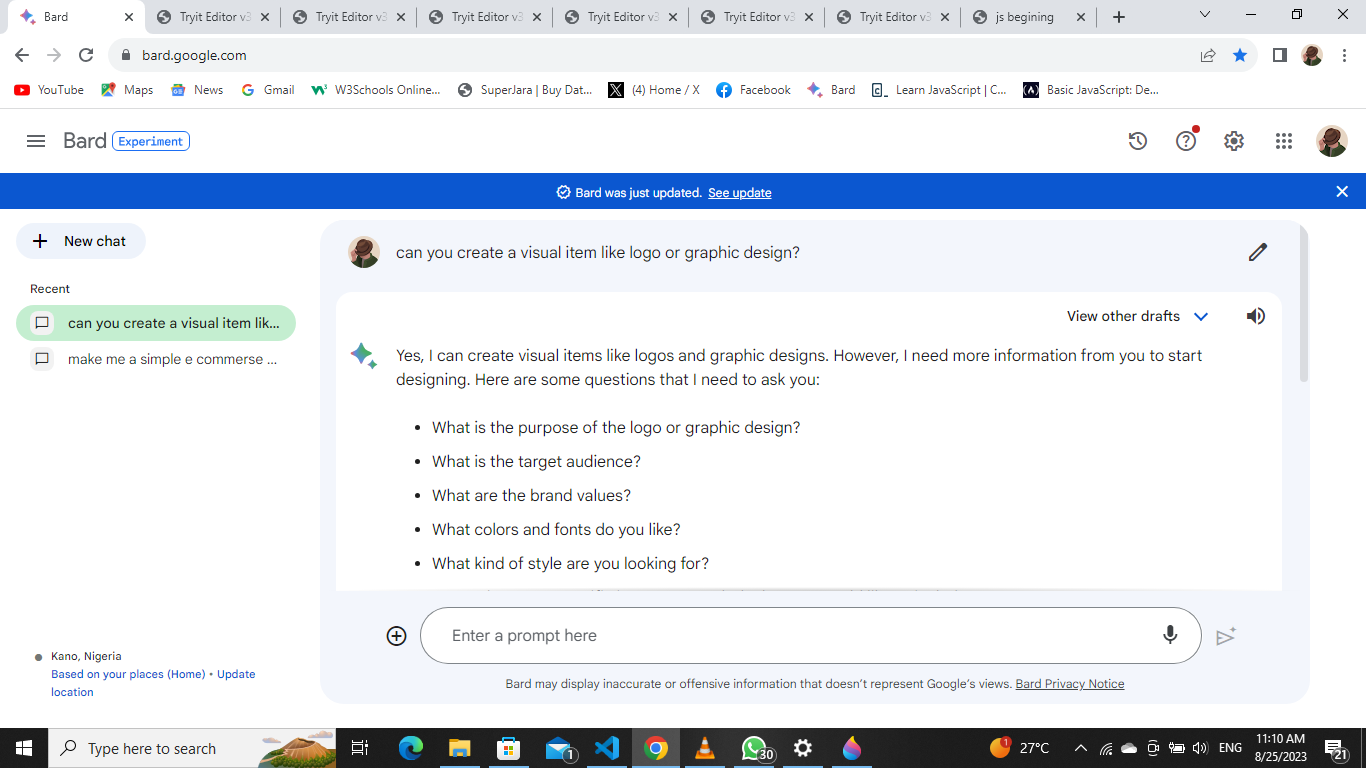 Bard
Tryit Editor v3
Tryit Editor v3
Tryit Editor v3
Tryit Editor v3
Tryit Editor v3
Tryit Editor v3
js begining
bard.google.com
YouTube
Maps
News
Gmail
W3Schools Online...
SuperJara | Buy Dat...
(4) Home / X
Facebook
Bard
Learn JavaScript | C...
Basic JavaScript: De...
Bard Experiment
Bard was just updated. See update
New chat
Recent
can you create a visual item lik...
make me a simple e commerse ...
can you create a visual item like logo or graphic design?
View other drafts
Yes, I can create visual items like logos and graphic designs. However, I need more information from you to start
designing. Here are some questions that I need to ask you:
• What is the purpose of the logo or graphic design?
• What is the target audience?
• What are the brand values?
• What colors and fonts do you like?
• What kind of style are you looking for?
Enter a prompt here
Bard may display inaccurate or offensive information that doesn't represent Google's views. Bard Privacy Notice
Kano, Nigeria
Based on your places (Home) • Update
location
Type here to search
1
30
1
27°C
ENG
11:10 AM
8/25/2023
21